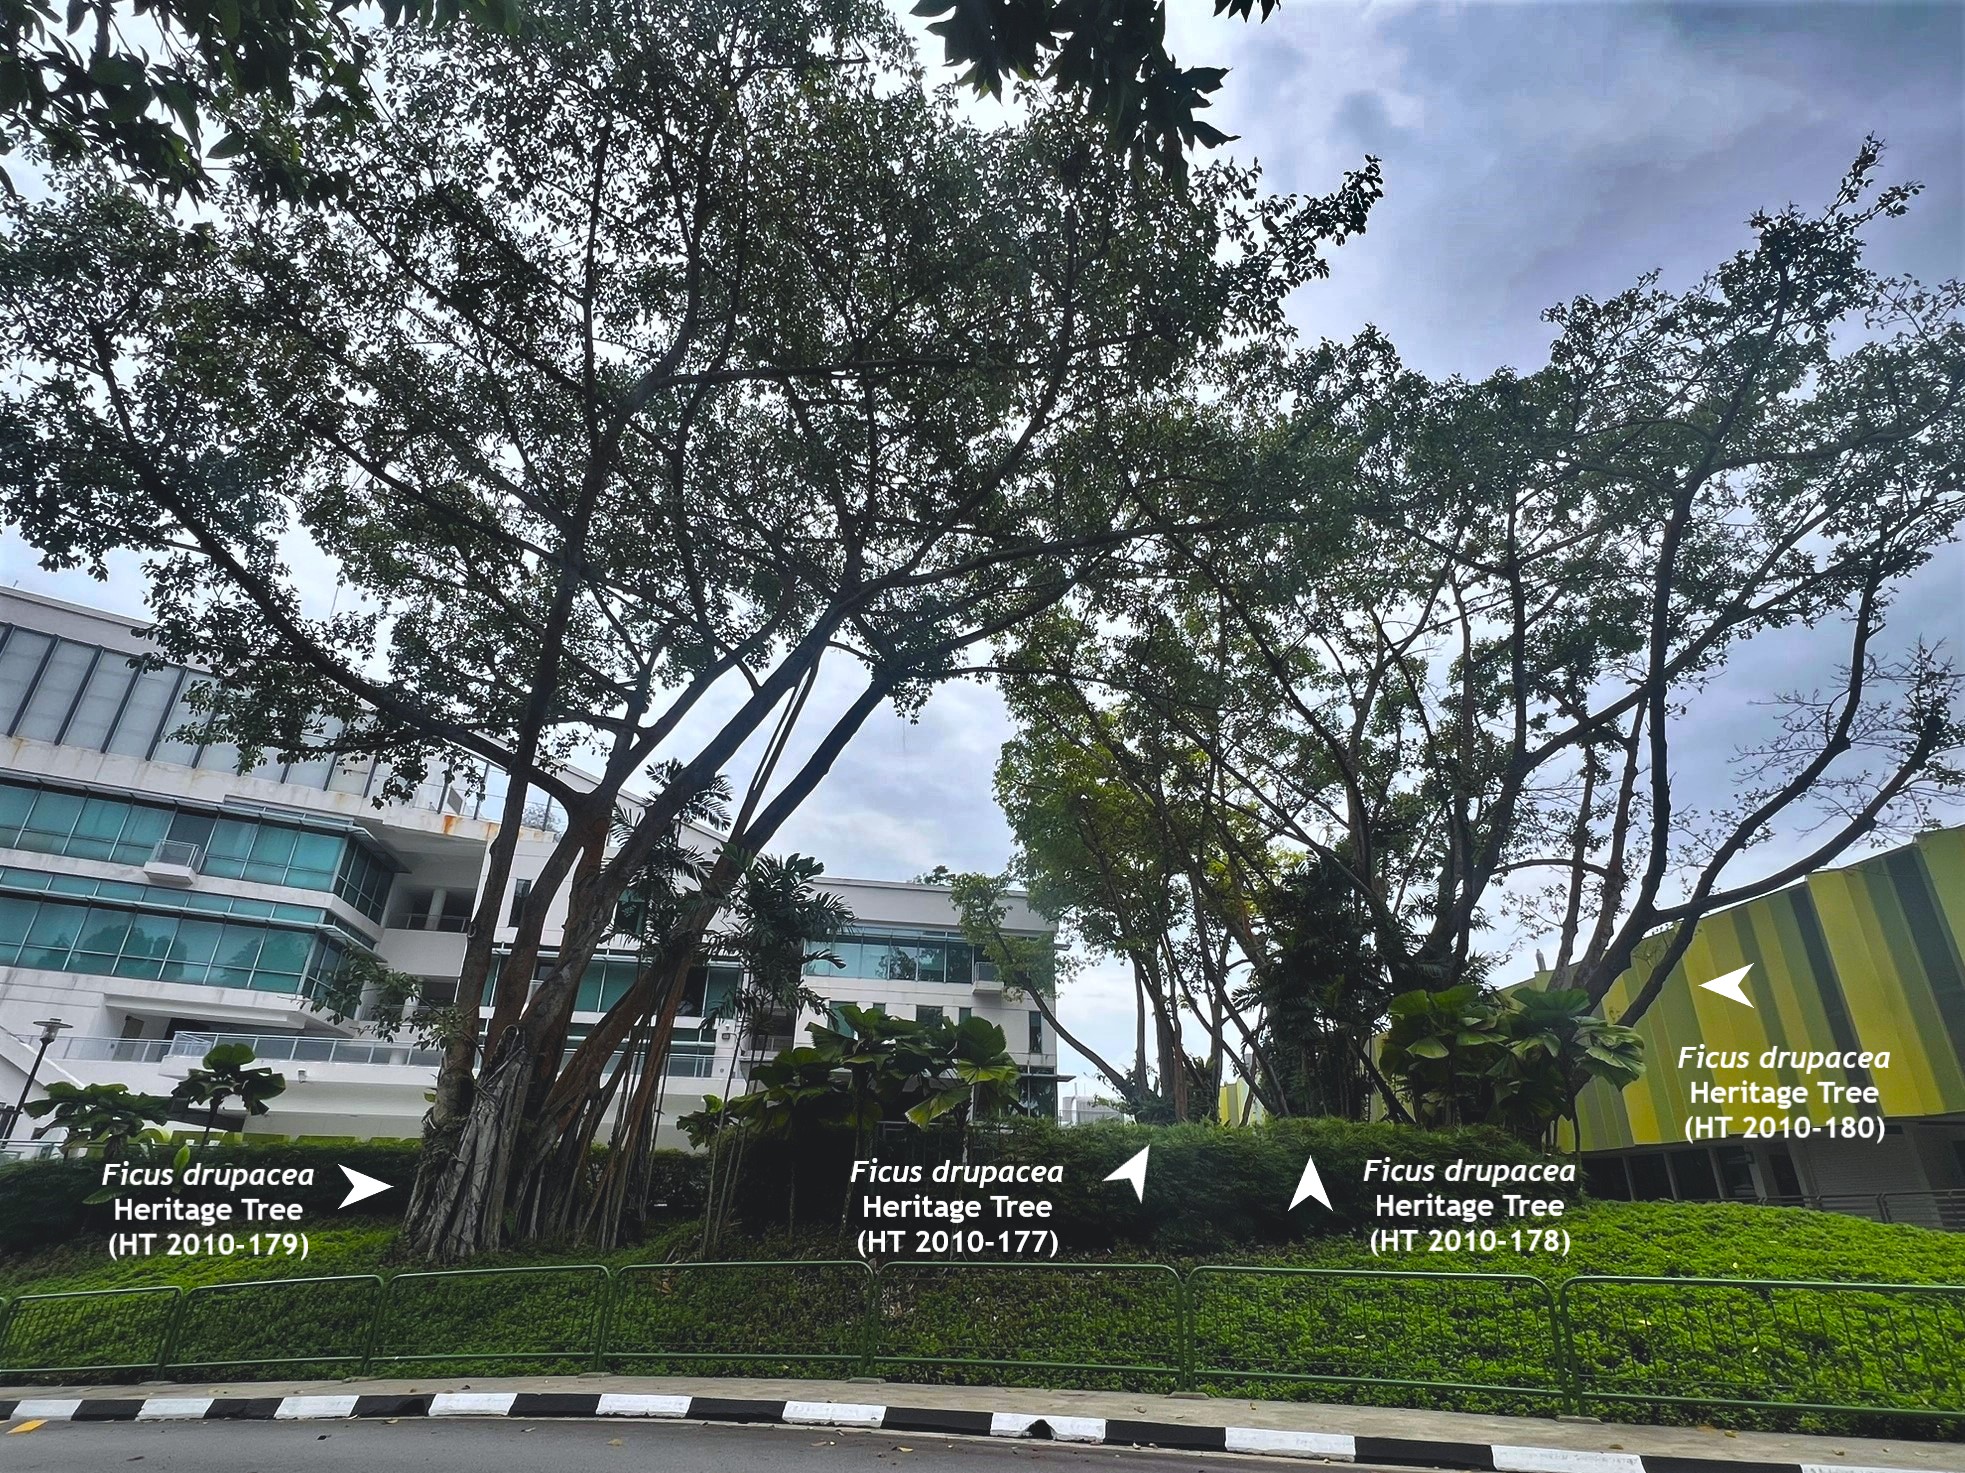 Ficus drupacea
Heritage Tree
(HT 2010-179)
Ficus drupacea
Heritage Tree
(HT 2010-177)
Ficus drupacea
Heritage Tree
(HT 2010-178)
Ficus drupacea
Heritage Tree
(HT 2010-180)